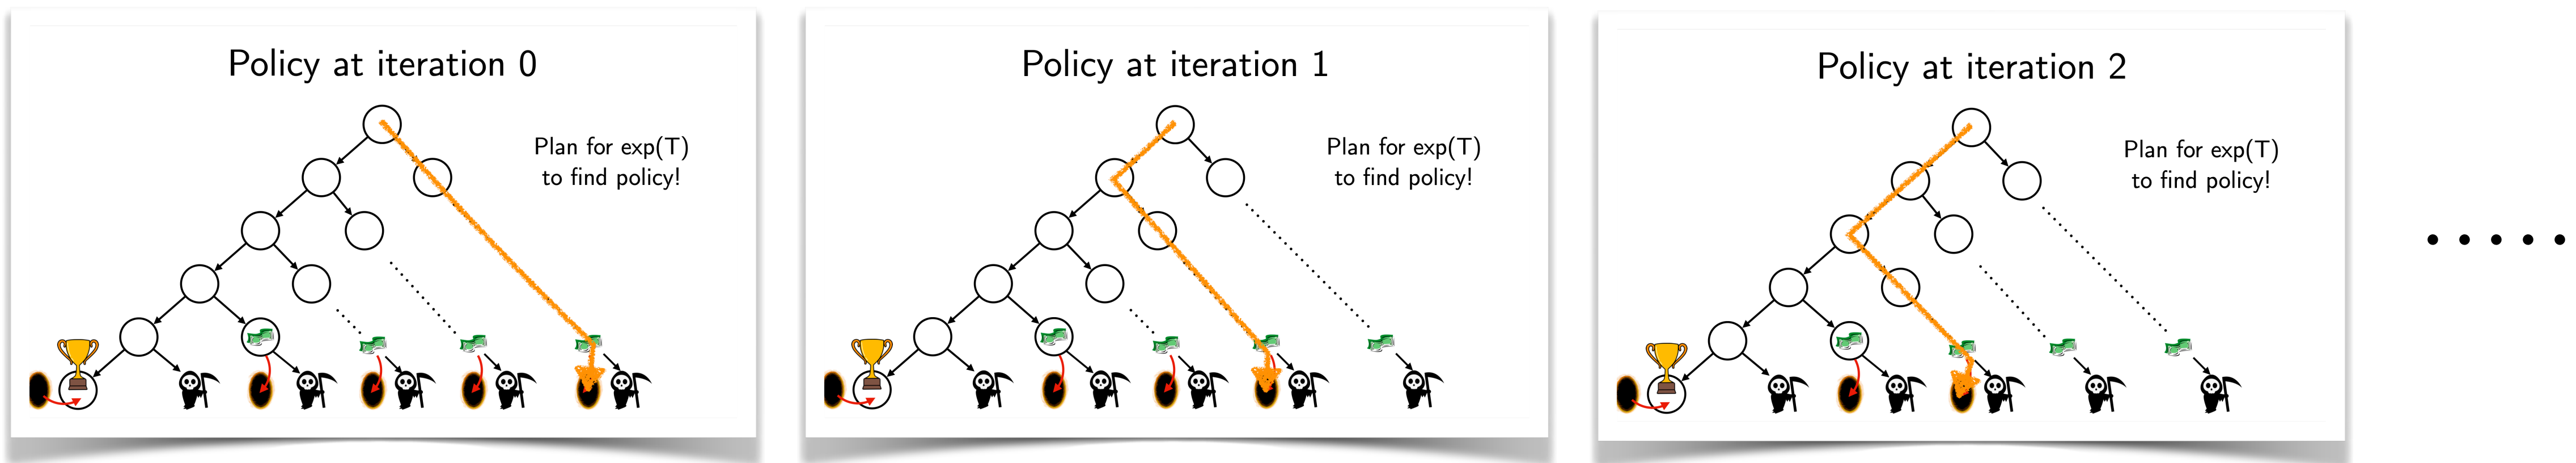 Policy at iteration 0
Plan for exp(T)
to find policy!
Policy at iteration 1
Plan for exp(T)
to find policy!
Policy at iteration 2
Plan for exp(T)
to find policy!